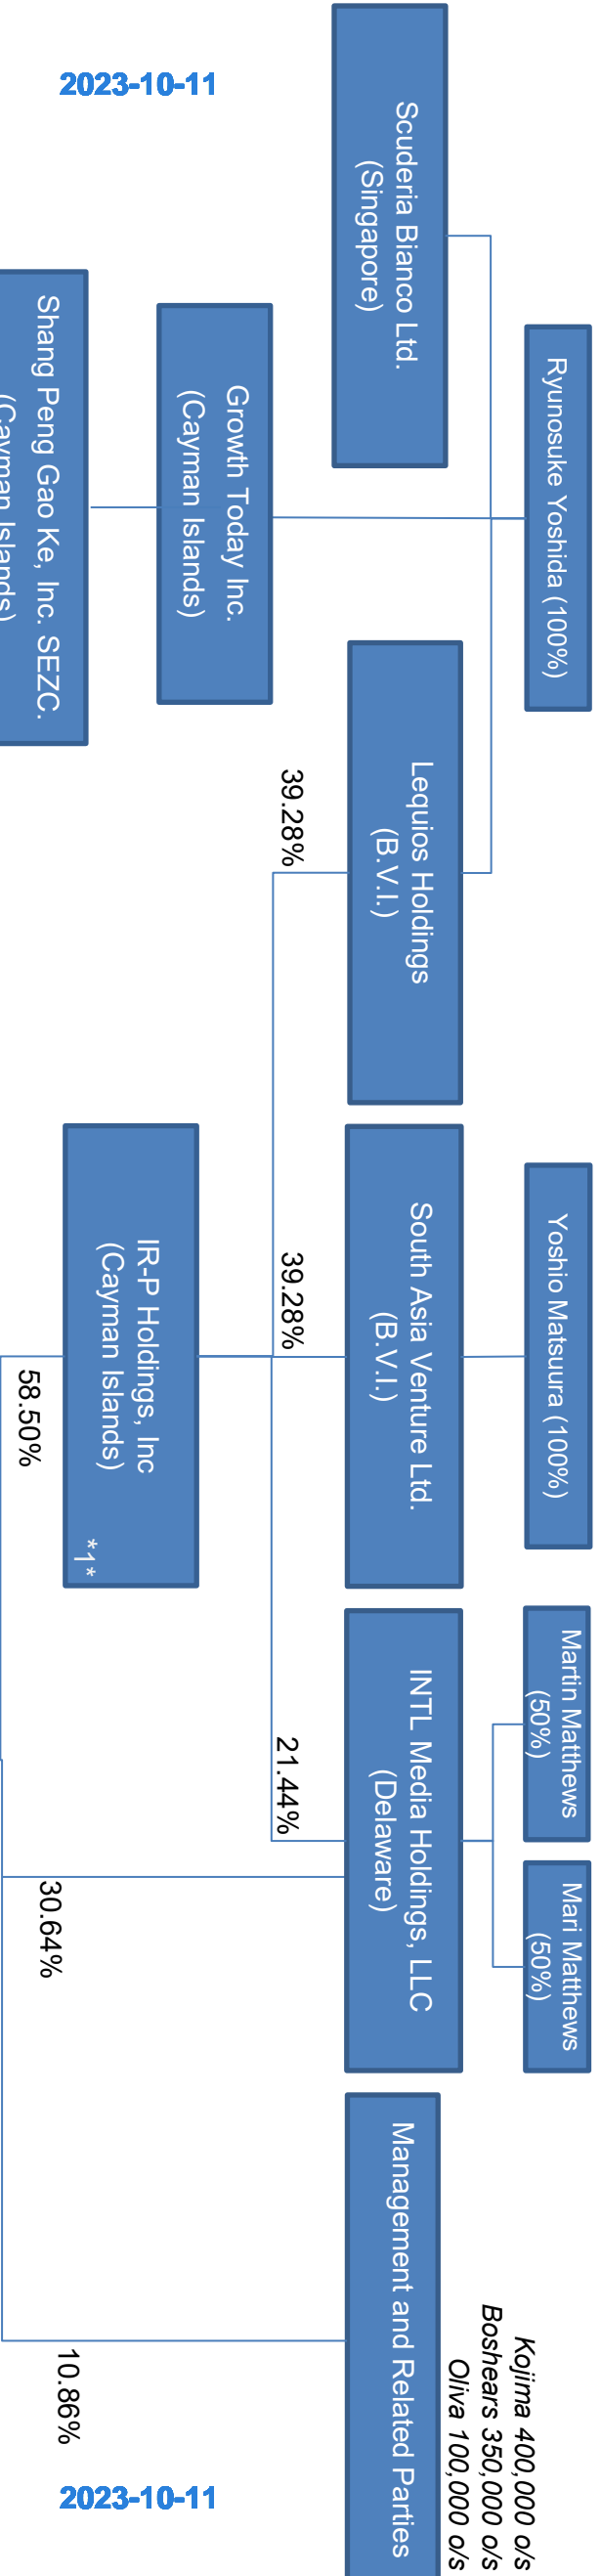 2023-10-11
2023-10-11
Kojima 400,000 o/s
Boshears 350,000 o/s
Oliva 100,000 o/s
Ryunosuke Yoshida (100%)
Yoshio Matsuura (100%)
Martin Matthews
(50%)
Mari Matthews
(50%)
Scuderia Bianco Ltd.
(Singapore)
Lequios Holdings
(B.V.I.)
South Asia Venture Ltd.
(B.V.I.)
INTL Media Holdings, LLC
(Delaware)
Management and Related Parties
39.28%
39.28%
21.44%
Growth Today Inc.
(Cayman Islands)
IR-P Holdings, Inc
(Cayman Islands)
*1*
Shang Peng Gao Ke, Inc. SEZC.
(Cayman Islands)
58.50%
30.64%
10.86%